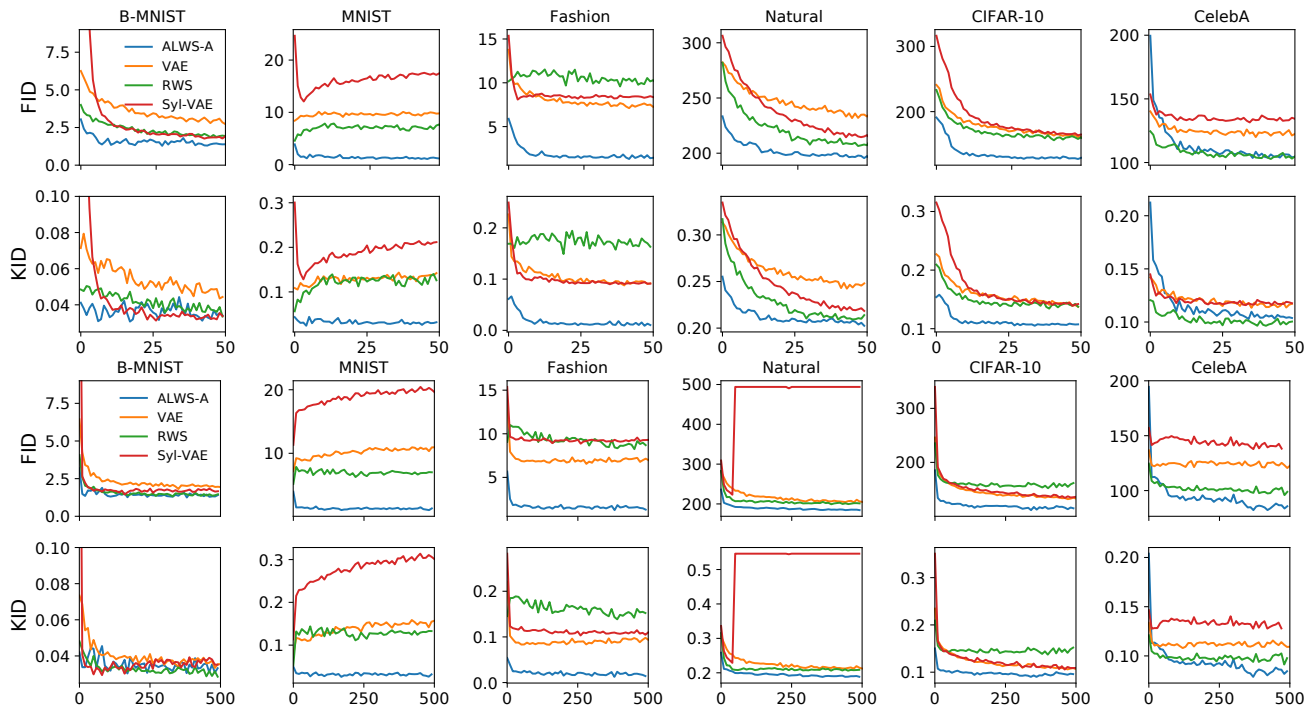 B-MNIST MNIST Fashion Natural CIFAR-10 CelebA
FID
7.5 5.0 2.5 0.0
ALWS-A
VAE
RWS
Syl-VAE
20 10 0
15 10 5
300 250 200
300 200
200 150 100
KID
0.10 0.08 0.06 0.04
0.3 0.2 0.1
0.2 0.1 0.0
0.30 0.25 0.20
0.3 0.2 0.1
0.20 0.15 0.10
0 25 50 0 25 50 0 25 50 0 25 50 0 25 50 0 25 50
B-MNIST MNIST Fashion Natural CIFAR-10 CelebA
FID
7.5 5.0 2.5 0.0
ALWS-A
VAE
RWS
Syl-VAE
20 10
15 10 5
500 400 300 200
300 200
200 150 100
KID
0.10 0.08 0.06 0.04
0.3 0.2 0.1
0.2 0.1 0.0
0.5 0.4 0.3 0.2
0.3 0.2 0.1
0.20 0.15 0.10
0 250 500 0 250 500 0 250 500 0 250 500 0 250 500 0 250 500